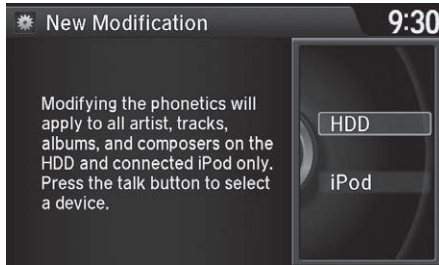 New Modification
9:30
Modifying the phonetics will
apply to all artist, tracks,
albums, and composers on the
HDD and connected iPod only.
Press the talk button to select
a device.
HDD
iPod